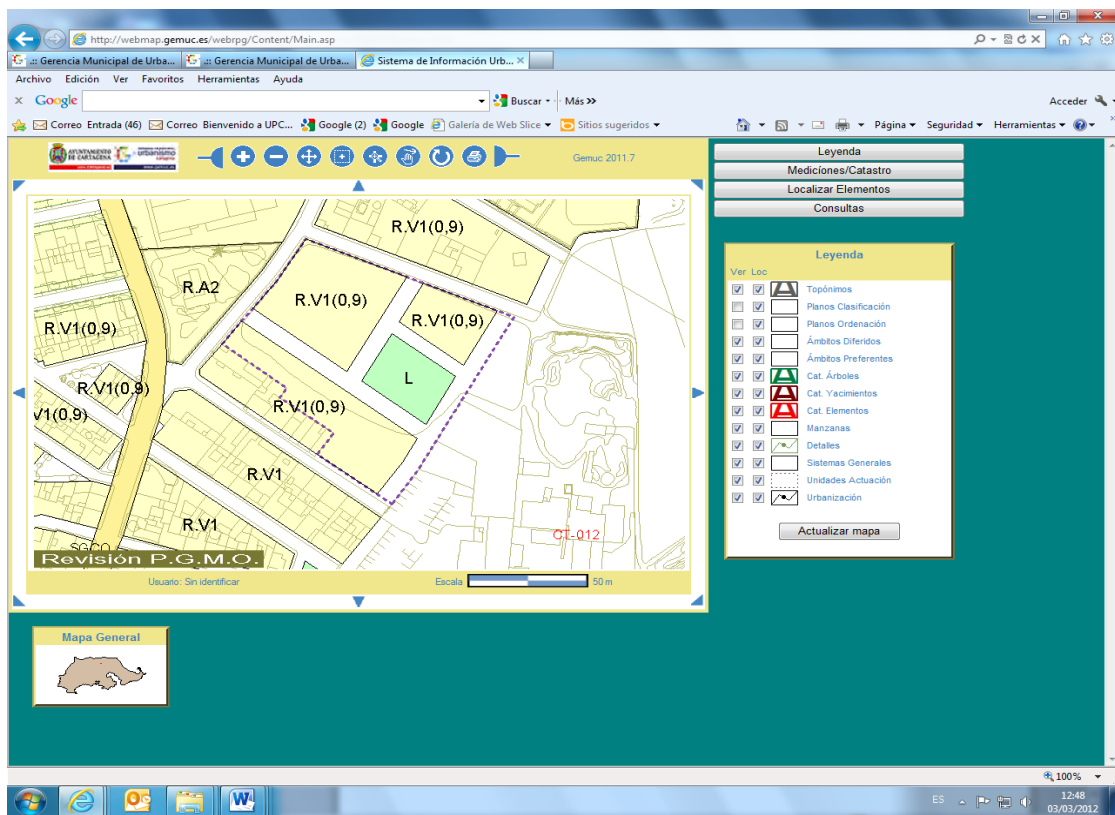 http://webmap.gemuc.es/webrpg/Content/Main.asp
.:: Gerencia Municipal de Urba...
.:: Gerencia Municipal de Urba...
Sistema de Información Urb...
Archivo Edición Ver Favoritos Herramientas Ayuda
Google
Buscar
Más
Acceder
Correo Entrada (46)
Correo Bienvenido a UPC...
Google (2)
Google
Galería de Web Slice
Sitios sugeridos
Página
Seguridad
Herramientas
AYUNTAMIENTO DE CARTAGENA
urbanismo
Gemuc 2011.7
Leyenda
Mediciones/Catastro
Localizar Elementos
Consultas
R.V1(0,9)
R.A2
R.V1(0,9)
R.V1(0,9)
R.V1(0,9)
L
R.V1(0,9)
V1(0,9)
R.V1(0,9)
R.V1
R.V1
CT-012
SGCO
Revisión P.G.M.O.
Usuario: Sin identificar
Escala
50 m
Leyenda
Ver Loc
Topónimos
Planos Clasificación
Planos Ordenación
Ámbitos Diferidos
Ámbitos Preferentes
Cat. Árboles
Cat. Yacimientos
Cat. Elementos
Manzanas
Detalles
Sistemas Generales
Unidades Actuación
Urbanización
Actualizar mapa
Mapa General
100%
ES
12:48
03/03/2012